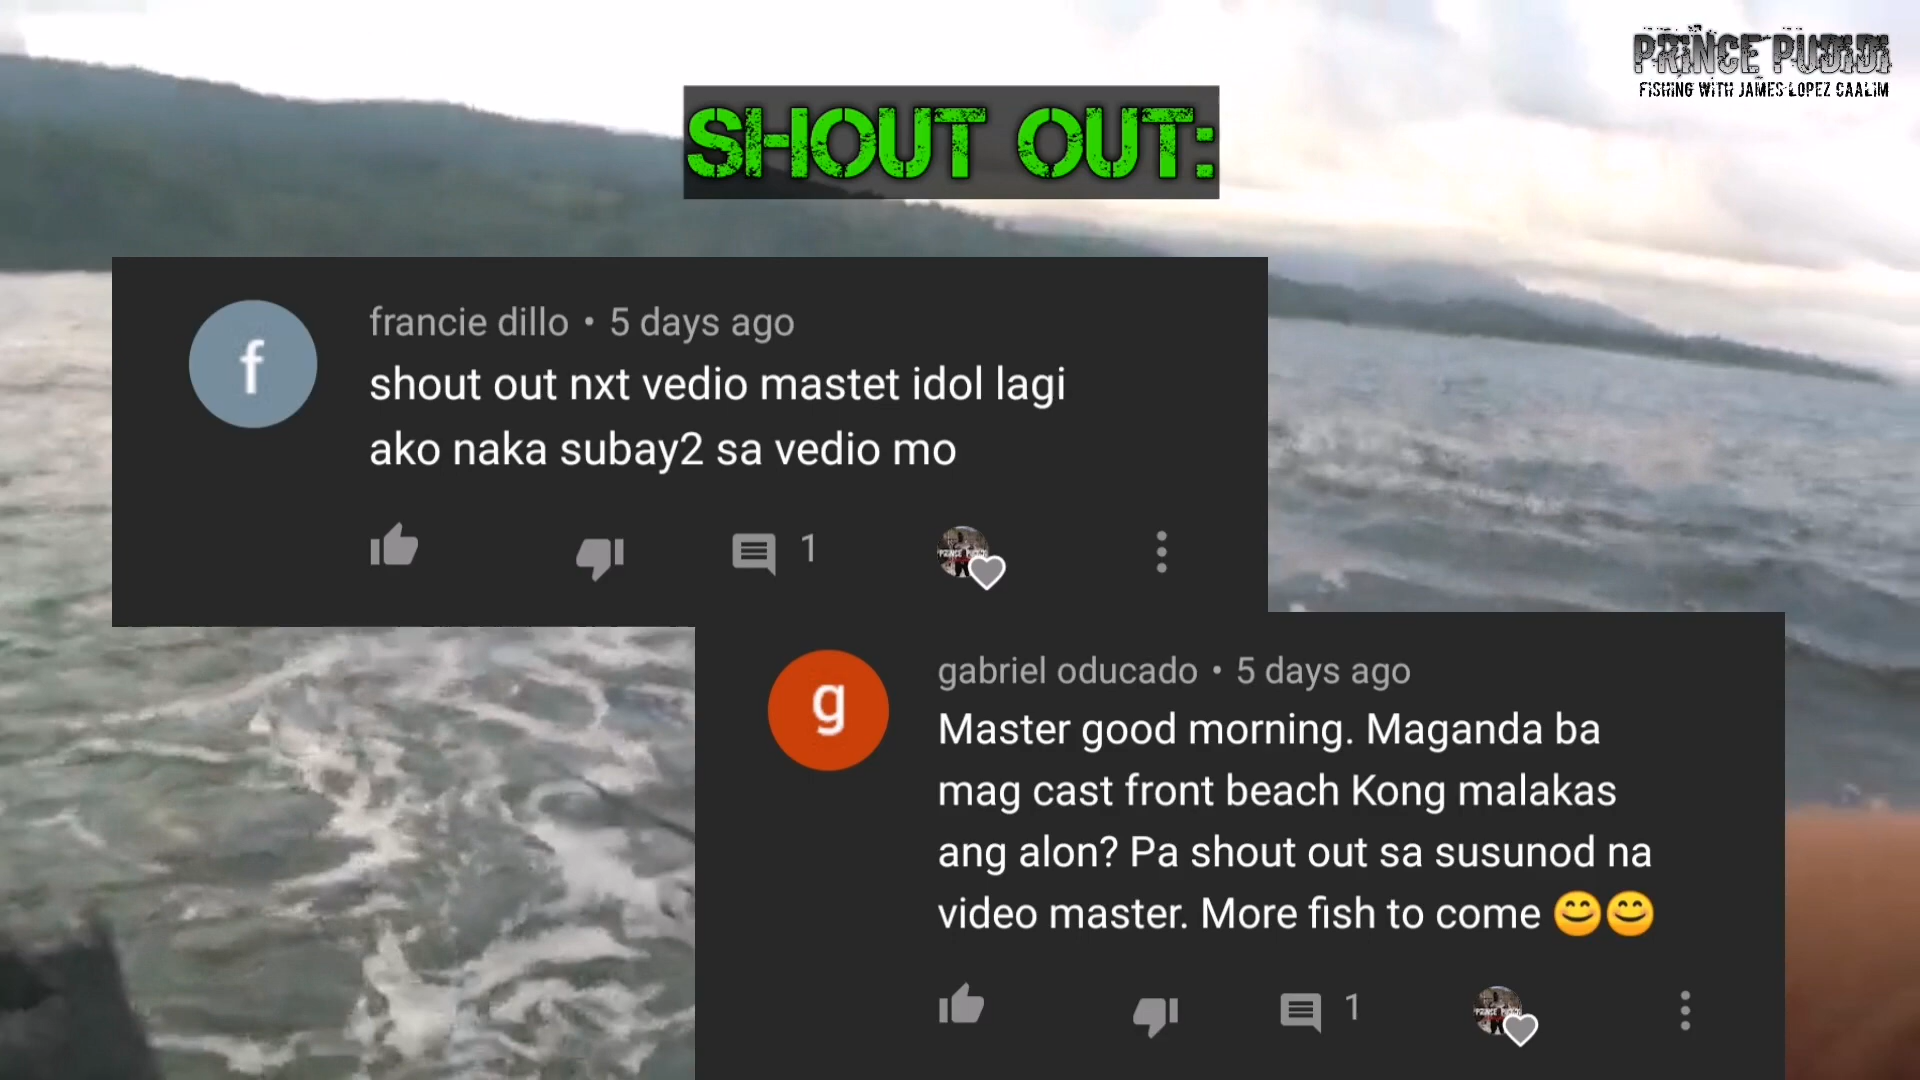 PRINCE PUDIDI
FISHING WITH JAMES LOPEZ CAALIM
SHOUT OUT:
f
francie dillo • 5 days ago
shout out nxt vedio mastet idol lagi
ako naka subay2 sa vedio mo
1
g
gabriel oducado • 5 days ago
Master good morning. Maganda ba
mag cast front beach Kong malakas
ang alon? Pa shout out sa susunod na
video master. More fish to come 😊😊
1